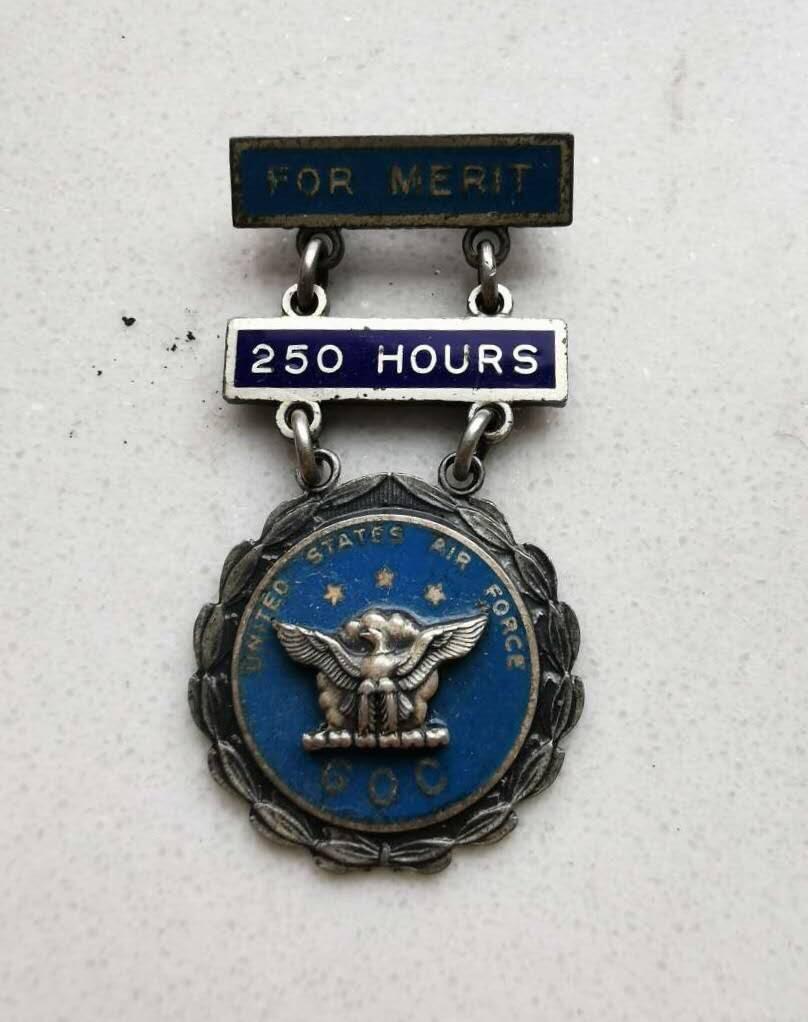 FOR MERIT
250 HOURS
UNITED STATES AIR FORCE
GOC